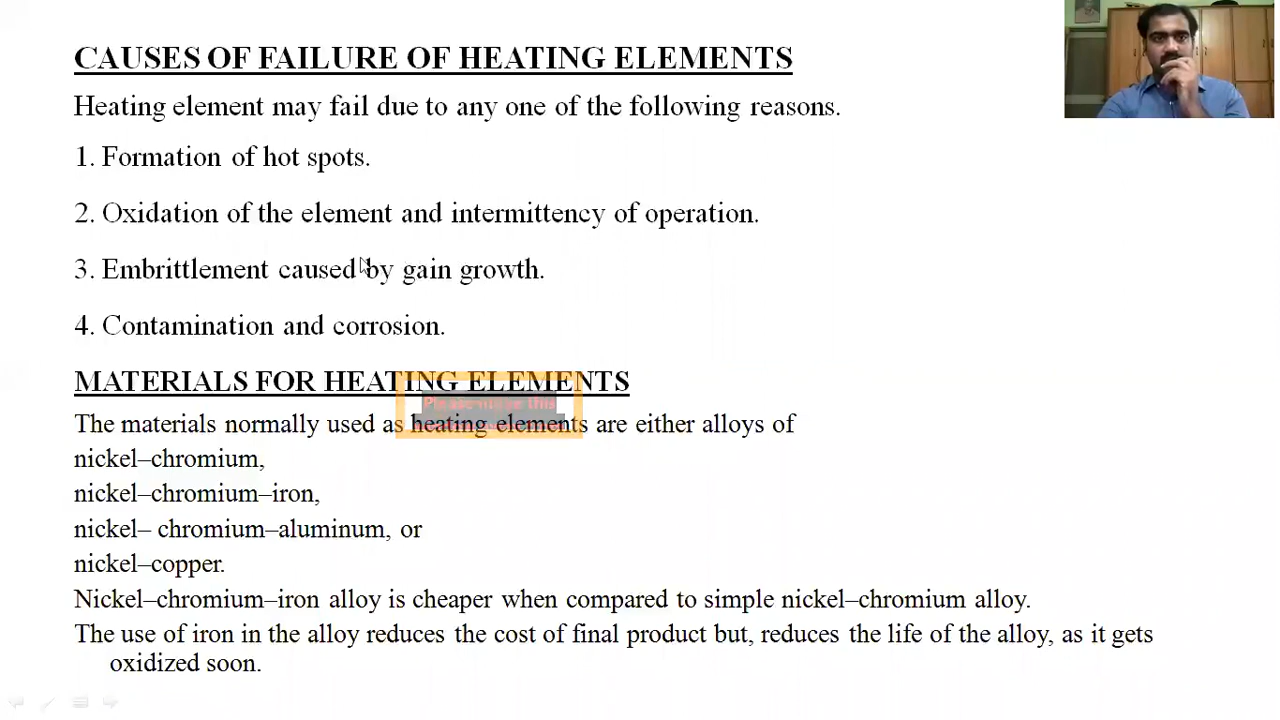 CAUSES OF FAILURE OF HEATING ELEMENTS
Heating element may fail due to any one of the following reasons.
1. Formation of hot spots.
2. Oxidation of the element and intermittency of operation.
3. Embrittlement caused by gain growth.
4. Contamination and corrosion.
MATERIALS FOR HEATING ELEMENTS
The materials normally used as heating elements are either alloys of
nickel–chromium,
nickel–chromium–iron,
nickel– chromium–aluminum, or
nickel–copper.
Nickel–chromium–iron alloy is cheaper when compared to simple nickel–chromium alloy.
The use of iron in the alloy reduces the cost of final product but, reduces the life of the alloy, as it gets
oxidized soon.